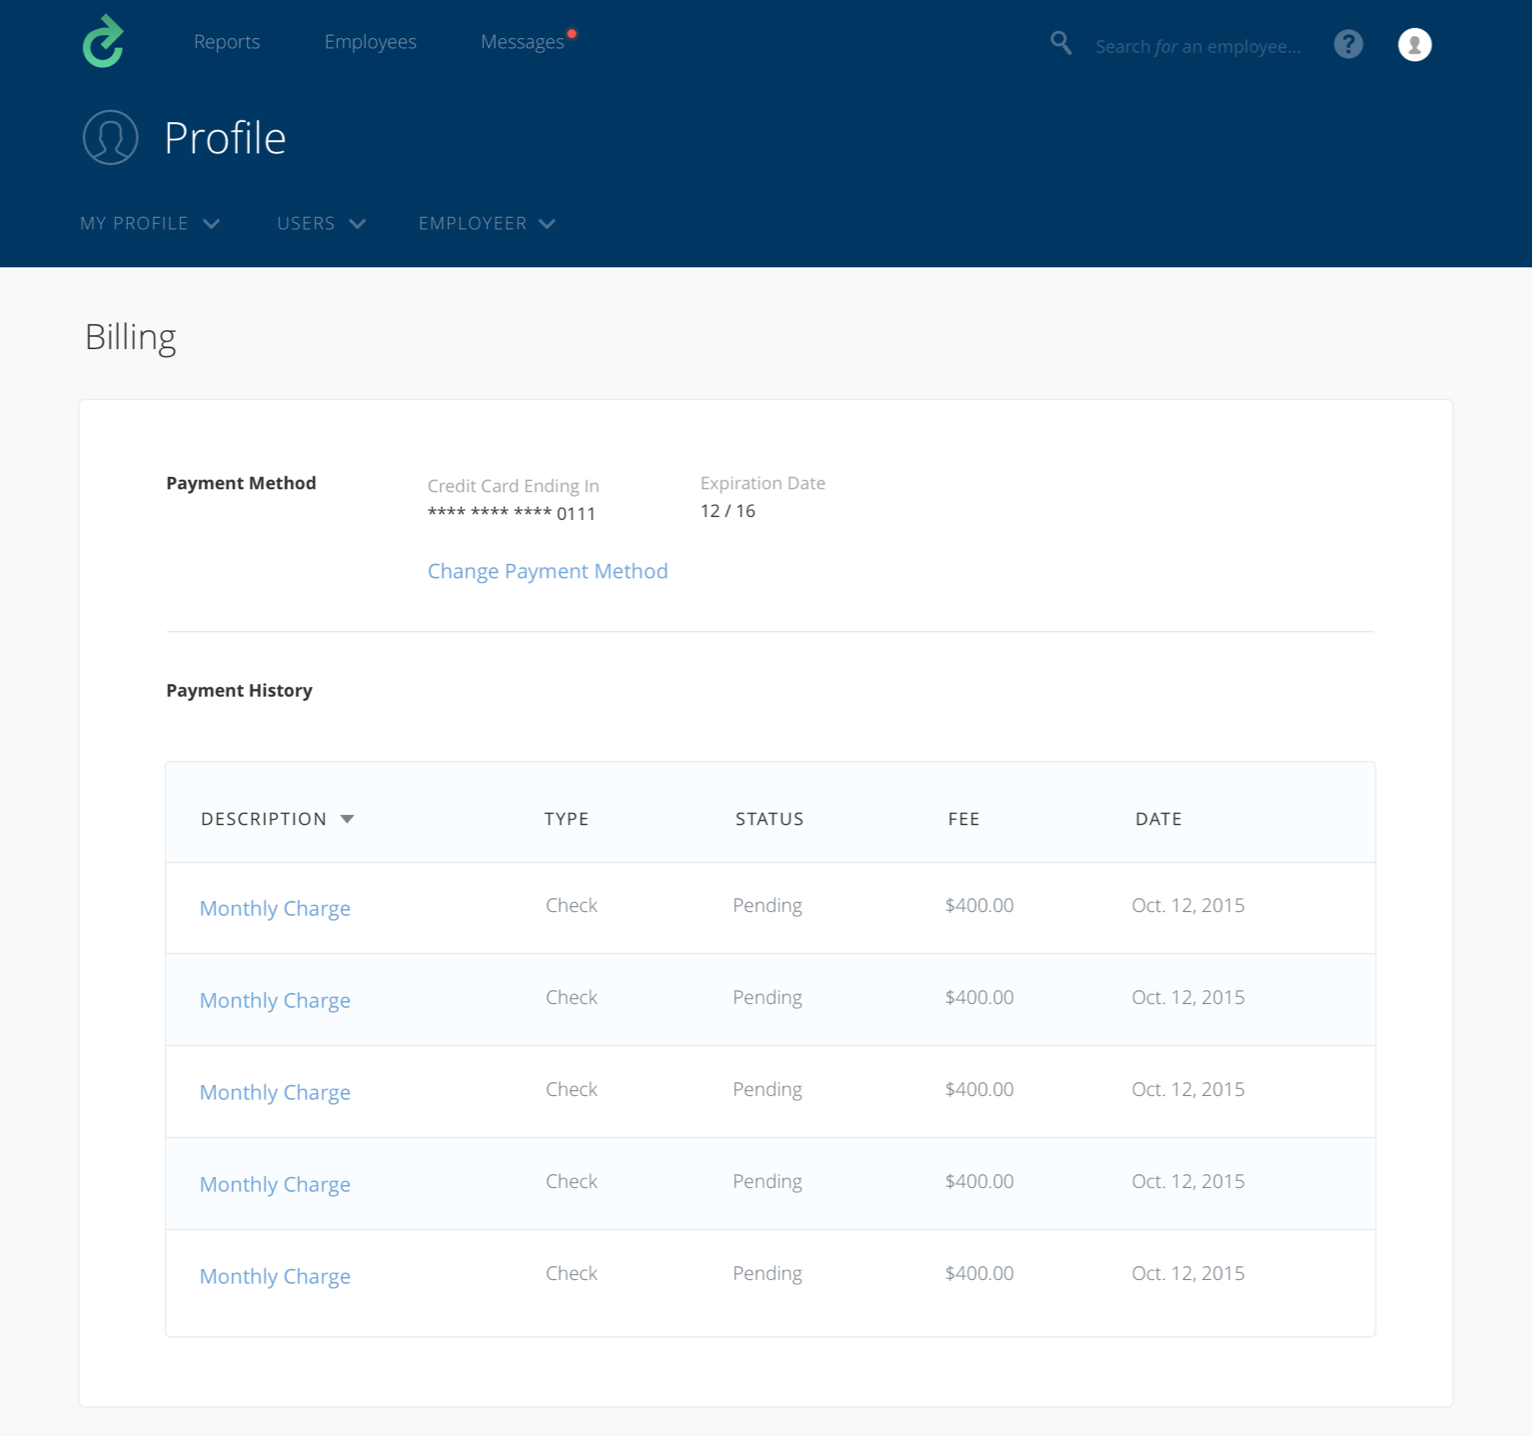 Reports Employees Messages Search for an employee... ?
Profile
MY PROFILE USERS EMPLOYEER
Billing
Payment Method Credit Card Ending In Expiration Date
**** **** **** 0111 12 / 16
Change Payment Method
Payment History
DESCRIPTION TYPE STATUS FEE DATE
Monthly Charge Check Pending $400.00 Oct. 12, 2015
Monthly Charge Check Pending $400.00 Oct. 12, 2015
Monthly Charge Check Pending $400.00 Oct. 12, 2015
Monthly Charge Check Pending $400.00 Oct. 12, 2015
Monthly Charge Check Pending $400.00 Oct. 12, 2015